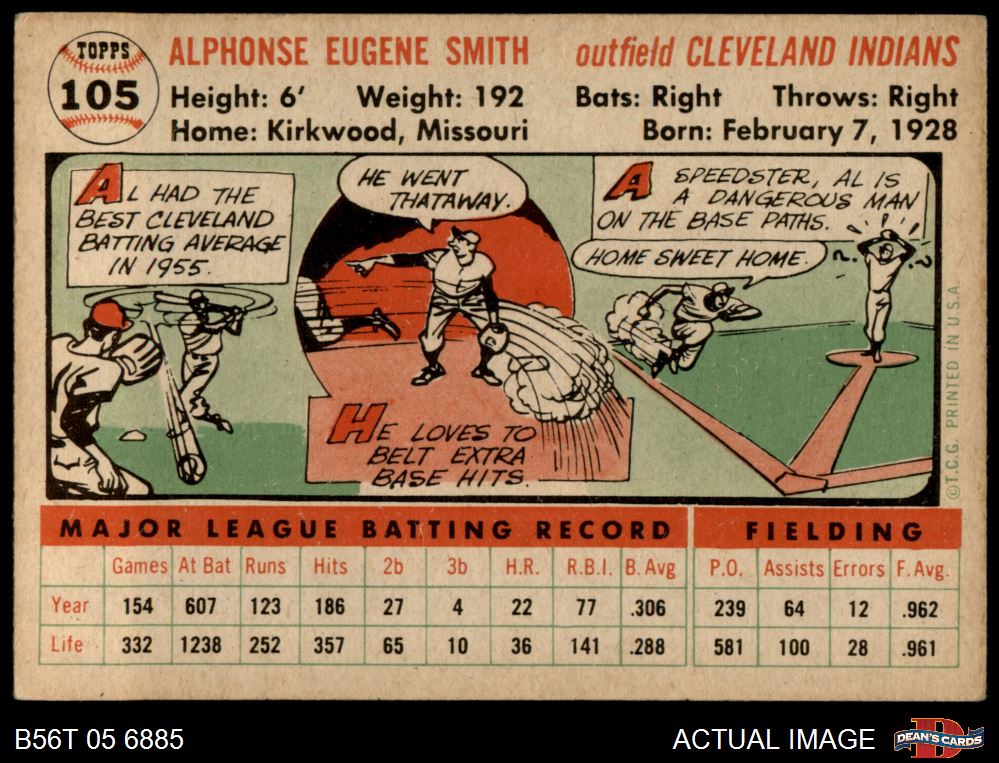 TOPPS
105
ALPHONSE EUGENE SMITH outfield CLEVELAND INDIANS
Height: 6' Weight: 192 Bats: Right Throws: Right
Home: Kirkwood, Missouri Born: February 7, 1928
AL HAD THE
BEST CLEVELAND
BATTING AVERAGE
IN 1955.
HE WENT
THATAWAY.
HE LOVES TO
BELT EXTRA
BASE HITS.
A SPEEDSTER, AL IS
A DANGEROUS MAN
ON THE BASE PATHS.
HOME SWEET HOME.
?. !! ?
©T.C.G. PRINTED IN U.S.A.
MAJOR LEAGUE BATTING RECORD FIELDING
Games At Bat Runs Hits 2b 3b H.R. R.B.I. B. Avg P.O. Assists Errors F. Avg.
Year 154 607 123 186 27 4 22 77 .306 239 64 12 .962
Life 332 1238 252 357 65 10 36 141 .288 581 100 28 .961
B56T 05 6885 ACTUAL IMAGE DEAN'S CARDS